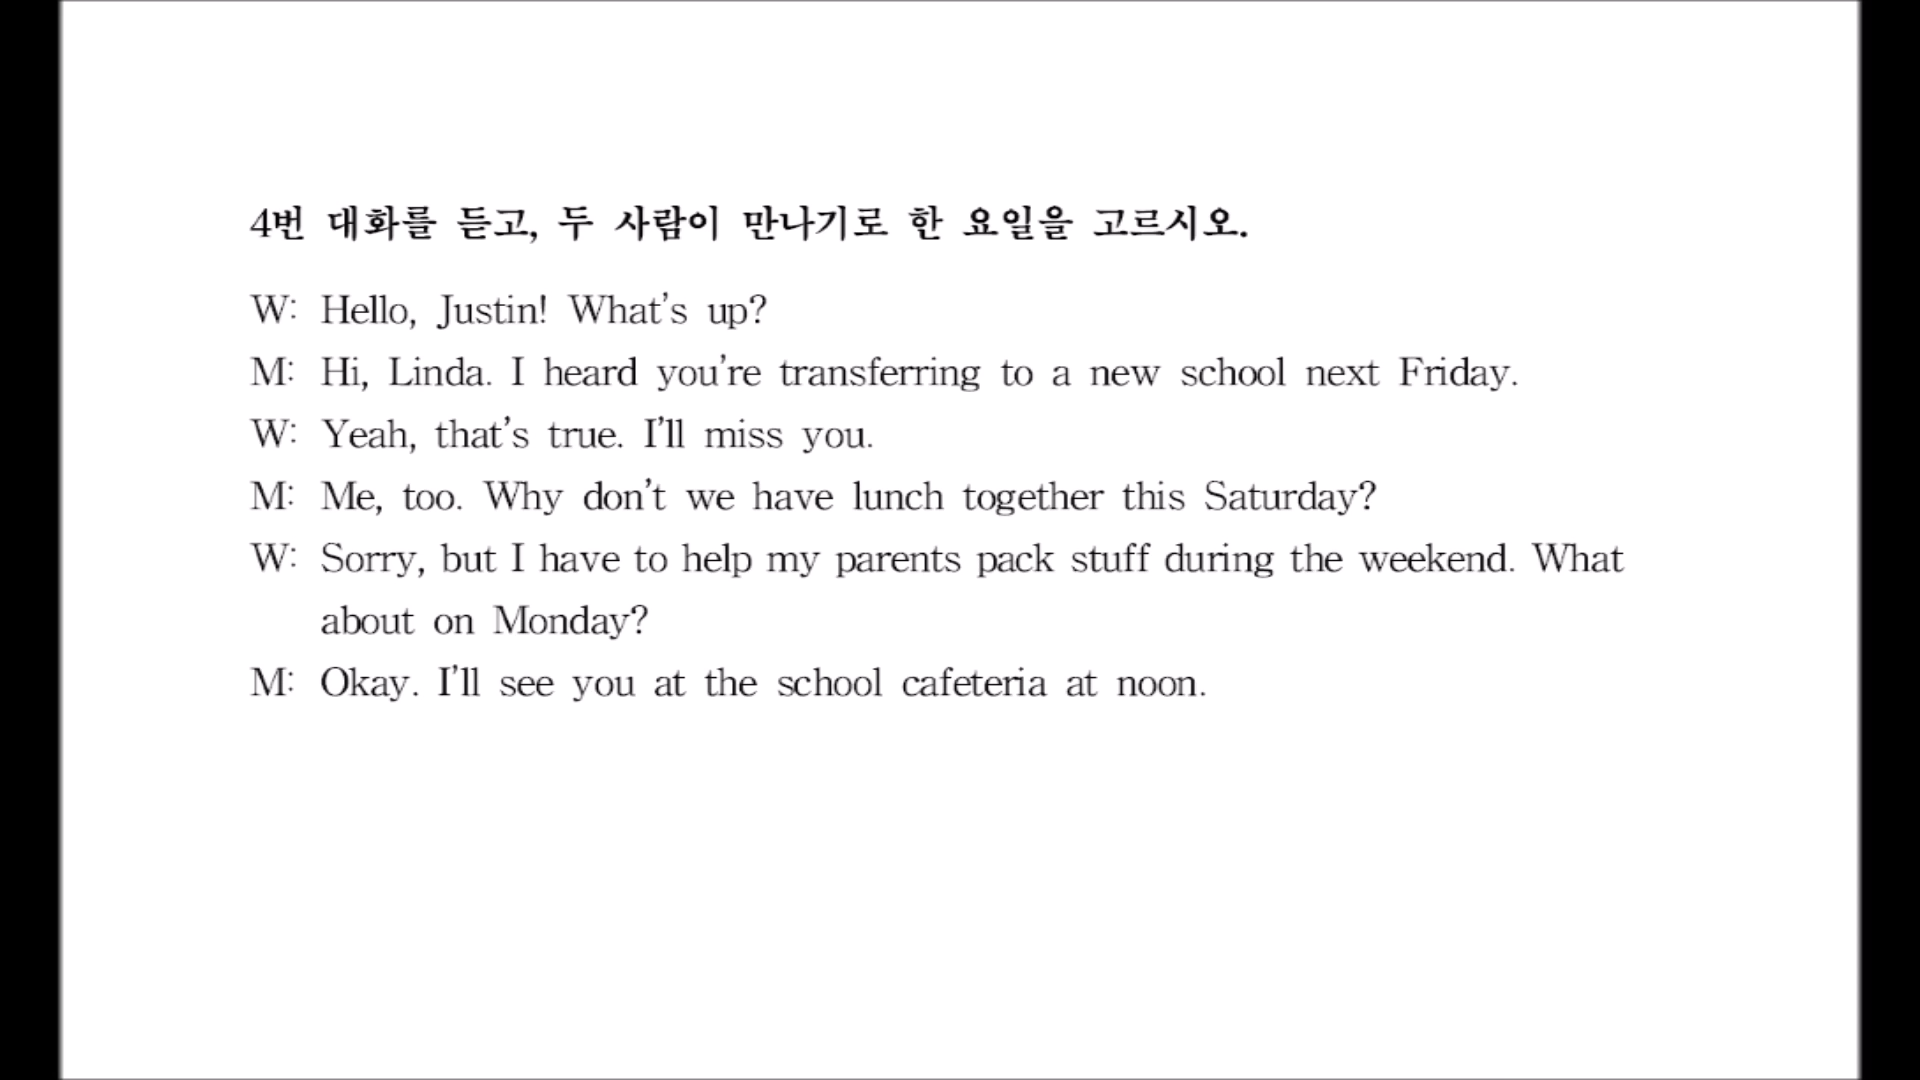 4번 대화를 듣고, 두 사람이 만나기로 한 요일을 고르시오.
W: Hello, Justin! What's up?
M: Hi, Linda. I heard you're transferring to a new school next Friday.
W: Yeah, that's true. I'll miss you.
M: Me, too. Why don't we have lunch together this Saturday?
W: Sorry, but I have to help my parents pack stuff during the weekend. What
about on Monday?
M: Okay. I'll see you at the school cafeteria at noon.